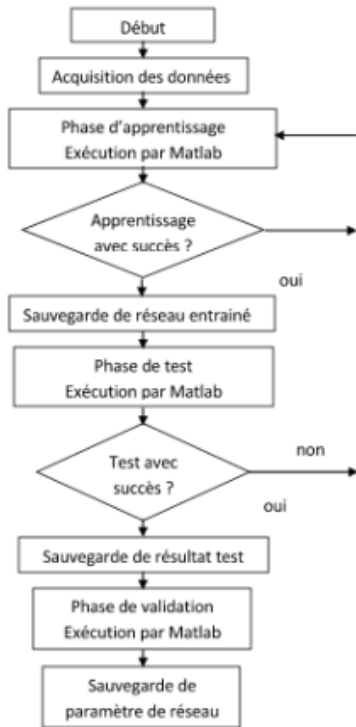 Début
Acquisition des données
Phase d'apprentissage
Exécution par Matlab
Apprentissage
avec succès ?
oui
Sauvegarde de réseau entrainé
Phase de test
Exécution par Matlab
Test avec
succès ?
non
oui
Sauvegarde de résultat test
Phase de validation
Exécution par Matlab
Sauvegarde de
paramètre de réseau